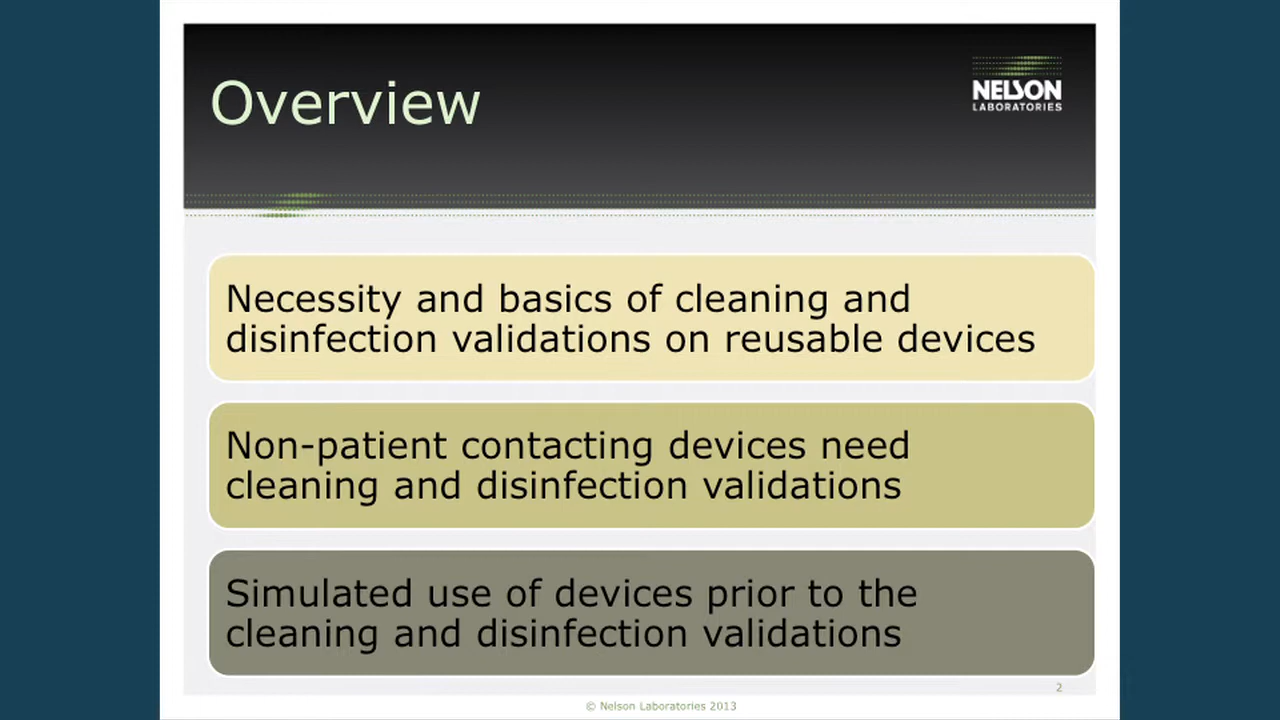 Overview
NELSON
LABORATORIES
Necessity and basics of cleaning and
disinfection validations on reusable devices
Non-patient contacting devices need
cleaning and disinfection validations
Simulated use of devices prior to the
cleaning and disinfection validations
2
© Nelson Laboratories 2013